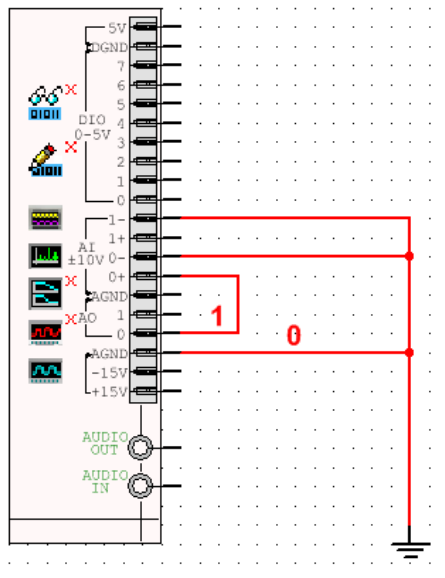 5V
DGND
7
6
5
DIO
4
0-5V
3
2
1
0
1-
1+
AI
0-
±10V
0+
AGND
AO
1
0
AGND
-15V
+15V
1
0
AUDIO
OUT
AUDIO
IN